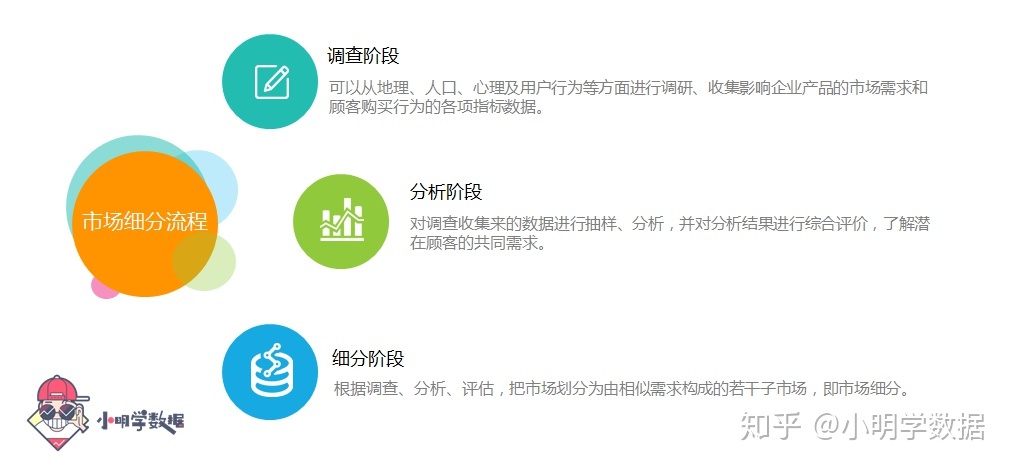 调查阶段
可以从地理、人口、心理及用户行为等方面进行调研、收集影响企业产品的市场需求和
顾客购买行为的各项指标数据。
市场细分流程
分析阶段
对调查收集来的数据进行抽样、分析，并对分析结果进行综合评价，了解潜
在顾客的共同需求。
细分阶段
根据调查、分析、评估，把市场划分为由相似需求构成的若干子市场，即市场细分。
小明学数据
知乎 @小明学数据